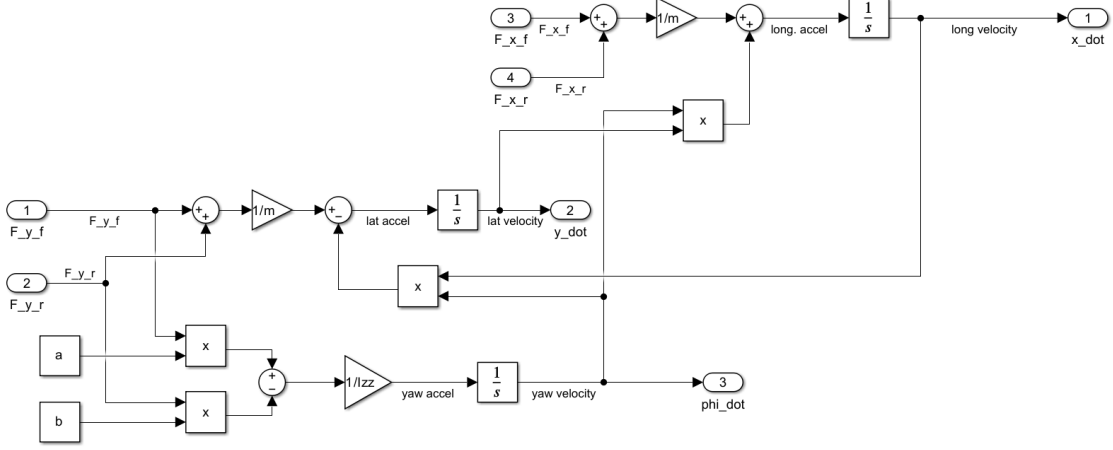 3
F_x_f
F_x_f
+
+
1/m
+
+
long. accel
1
s
long velocity
1
x_dot
4
F_x_r
F_x_r
x
1
F_y_f
F_y_f
+
+
1/m
+
−
lat accel
1
s
lat velocity
2
y_dot
2
F_y_r
F_y_r
x
a
x
b
x
+
−
1/Izz
yaw accel
1
s
yaw velocity
3
phi_dot